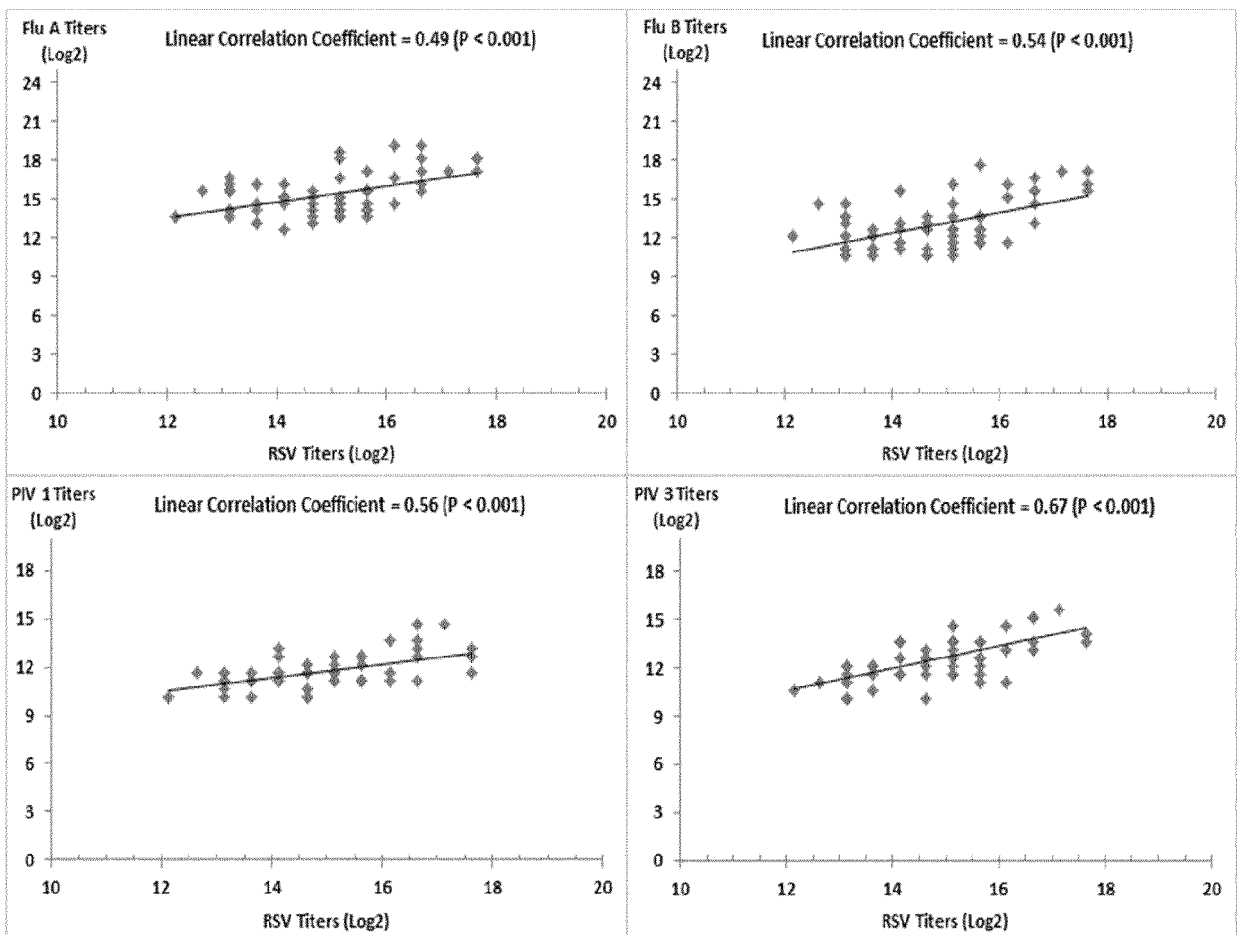 Flu A Titers
(Log2)
Linear Correlation Coefficient = 0.49 (P < 0.001)
24
21
18
15
12
9
6
3
0
10 12 14 16 18 20
RSV Titers (Log2)
Flu B Titers
(Log2)
Linear Correlation Coefficient = 0.54 (P < 0.001)
24
21
18
15
12
9
6
3
0
10 12 14 16 18 20
RSV Titers (Log2)
PIV 1 Titers
(Log2)
Linear Correlation Coefficient = 0.56 (P < 0.001)
18
15
12
9
6
3
0
10 12 14 16 18 20
RSV Titers (Log2)
PIV 3 Titers
(Log2)
Linear Correlation Coefficient = 0.67 (P < 0.001)
18
15
12
9
6
3
0
10 12 14 16 18 20
RSV Titers (Log2)